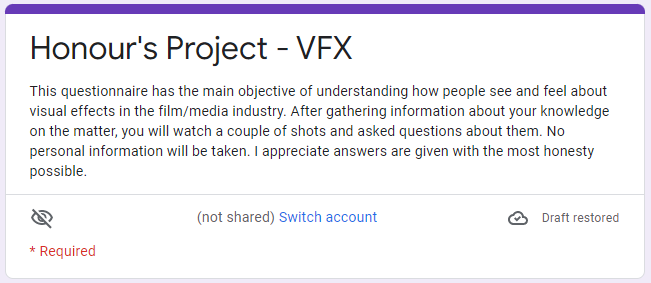 Honour's Project - VFX
This questionnaire has the main objective of understanding how people see and feel about
visual effects in the film/media industry. After gathering information about your knowledge
on the matter, you will watch a couple of shots and asked questions about them. No
personal information will be taken. I appreciate answers are given with the most honesty
possible.
(not shared) Switch account
Draft restored
* Required